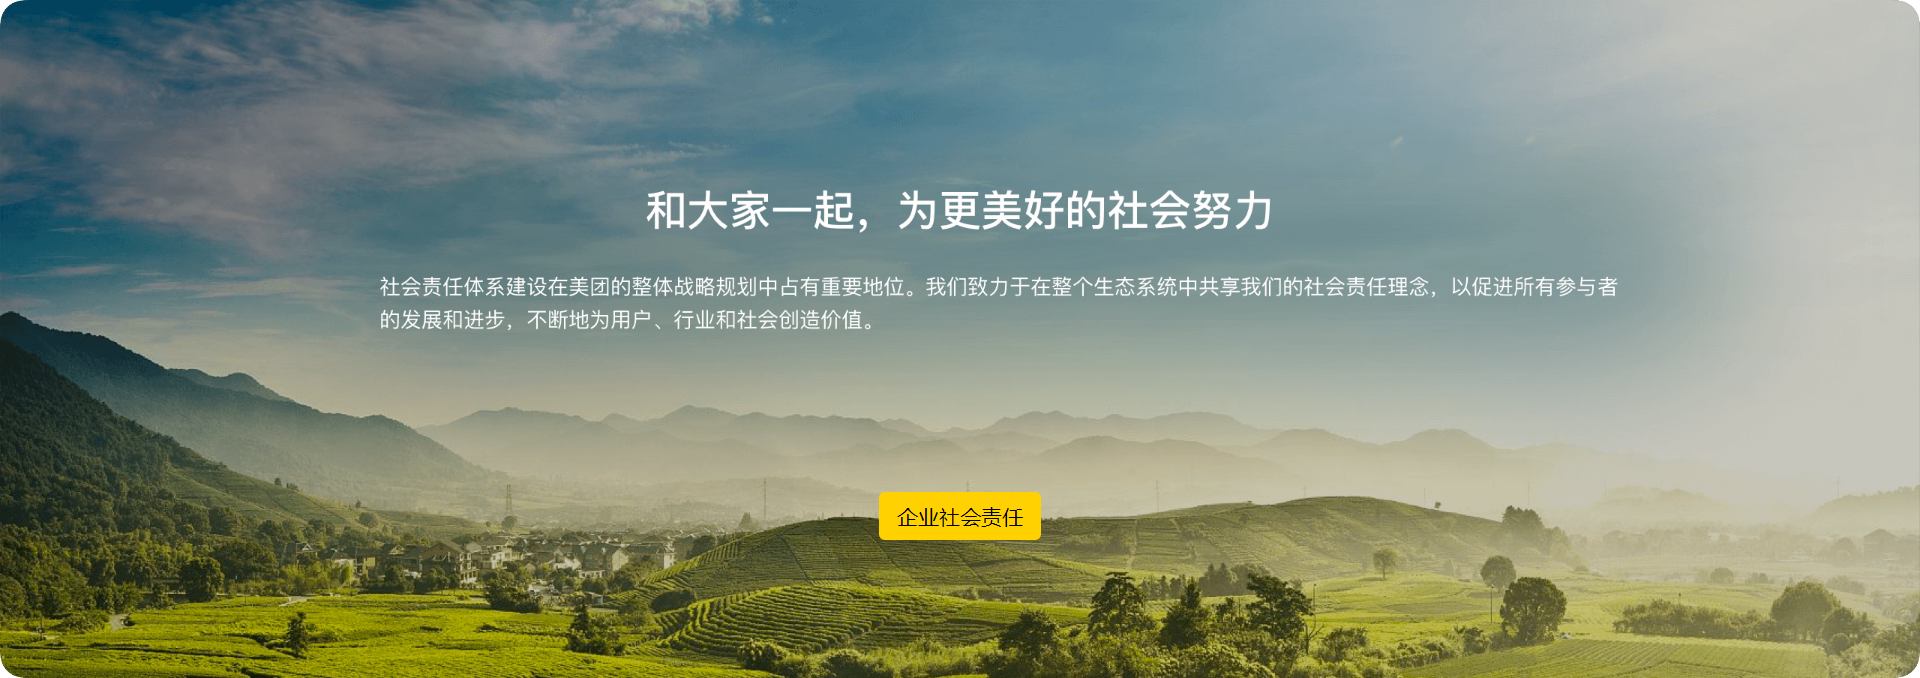 和大家一起，为更美好的社会努力
社会责任体系建设在美团的整体战略规划中占有重要地位。我们致力于在整个生态系统中共享我们的社会责任理念，以促进所有参与者
的发展和进步，不断地为用户、行业和社会创造价值。
企业社会责任